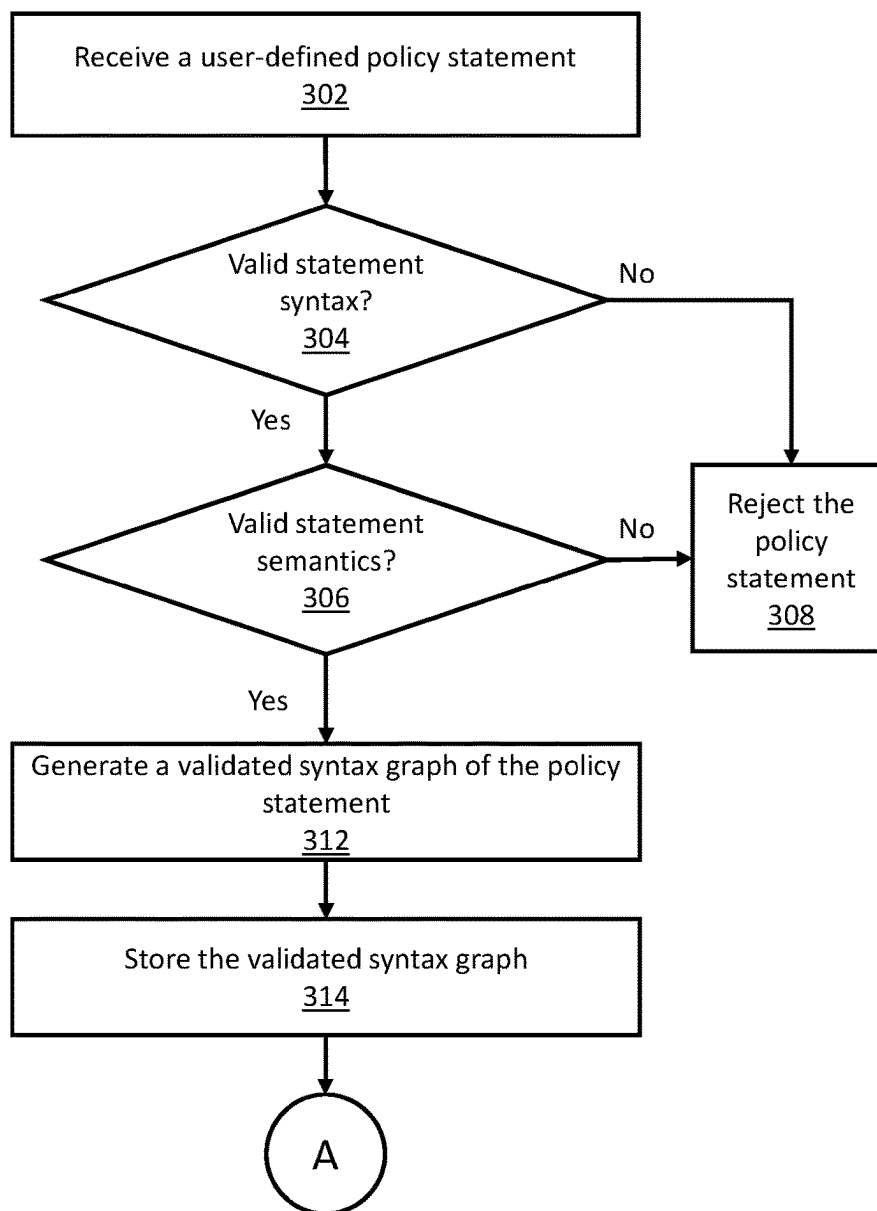 Receive a user-defined policy statement
302
Valid statement
syntax?
304
No
Yes
Valid statement
semantics?
306
No
Reject the
policy
statement
308
Yes
Generate a validated syntax graph of the policy
statement
312
Store the validated syntax graph
314
A